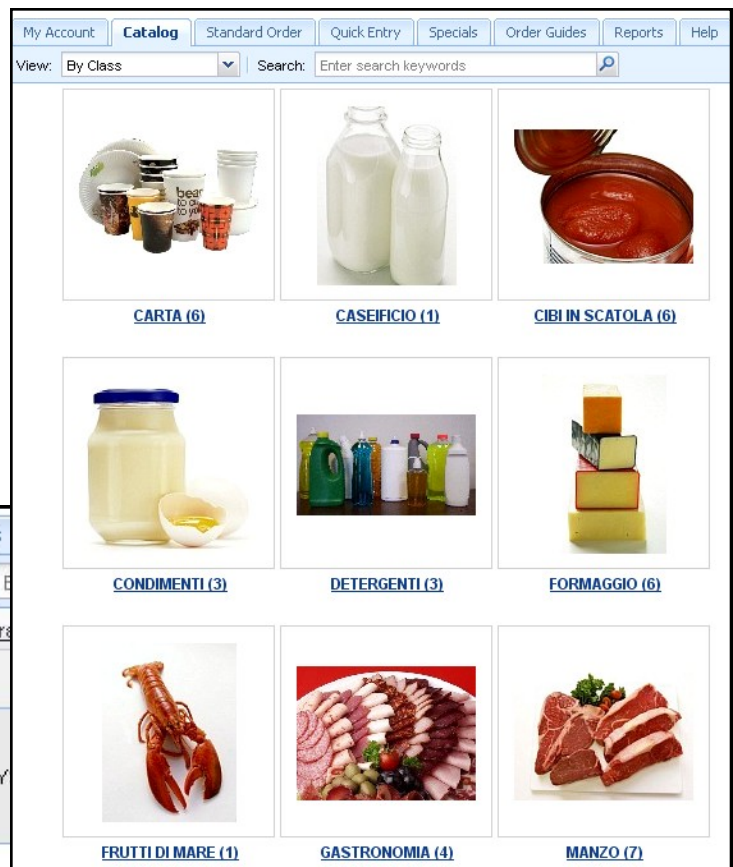 My Account Catalog Standard Order Quick Entry Specials Order Guides Reports Help
View: By Class Search: Enter search keywords
CARTA (6) CASEIFICIO (1) CIBI IN SCATOLA (6)
CONDIMENTI (3) DETERGENTI (3) FORMAGGIO (6)
FRUTTI DI MARE (1) GASTRONOMIA (4) MANZO (7)